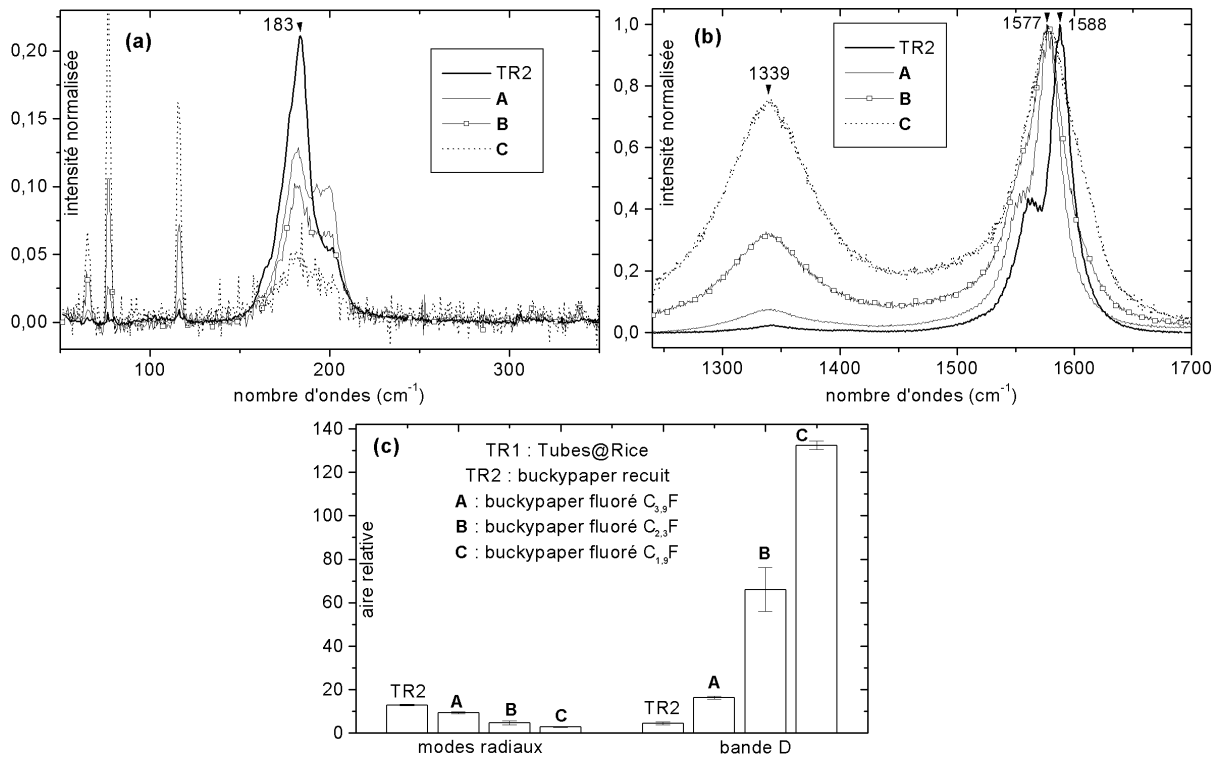 (a)
183
TR2
A
B
C
0,20
0,15
0,10
0,05
0,00
intensité normalisée
100
200
300
nombre d'ondes (cm⁻¹)
(b)
1577
1588
1339
TR2
A
B
C
1,0
0,8
0,6
0,4
0,2
0,0
intensité normalisée
1300
1400
1500
1600
1700
nombre d'ondes (cm⁻¹)
(c)
TR1 : Tubes@Rice
TR2 : buckypaper recuit
A : buckypaper fluoré C₃,₉F
B : buckypaper fluoré C₂,₃F
C : buckypaper fluoré C₁,₉F
140
120
100
80
60
40
20
0
aire relative
TR2
A
B
C
TR2
A
B
C
modes radiaux
bande D